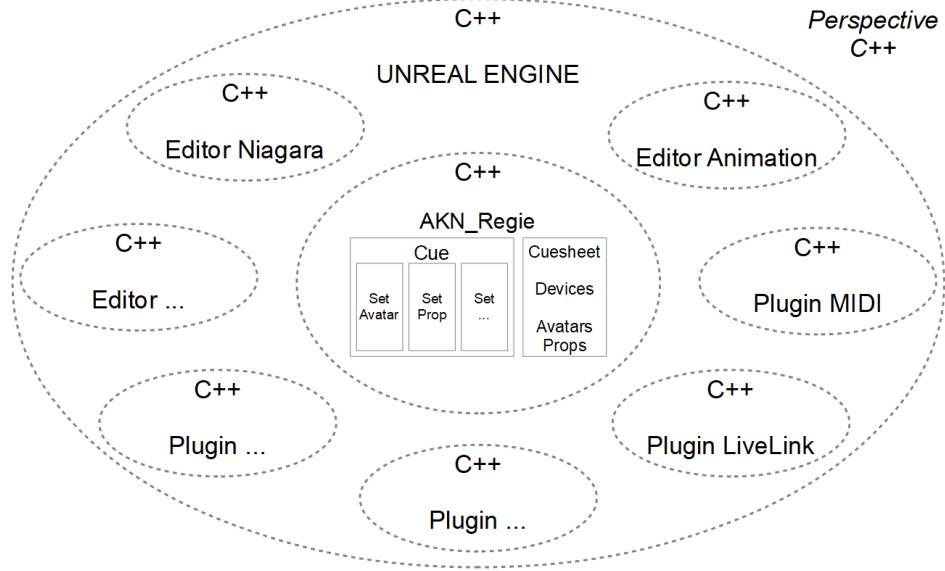 C++
Perspective
C++
UNREAL ENGINE
C++
Editor Niagara
C++
Editor Animation
C++
AKN_Regie
Cue
Set
Avatar
Set
Prop
Set
...
Cuesheet
Devices
Avatars
Props
C++
Editor ...
C++
Plugin MIDI
C++
Plugin ...
C++
Plugin LiveLink
C++
Plugin ...